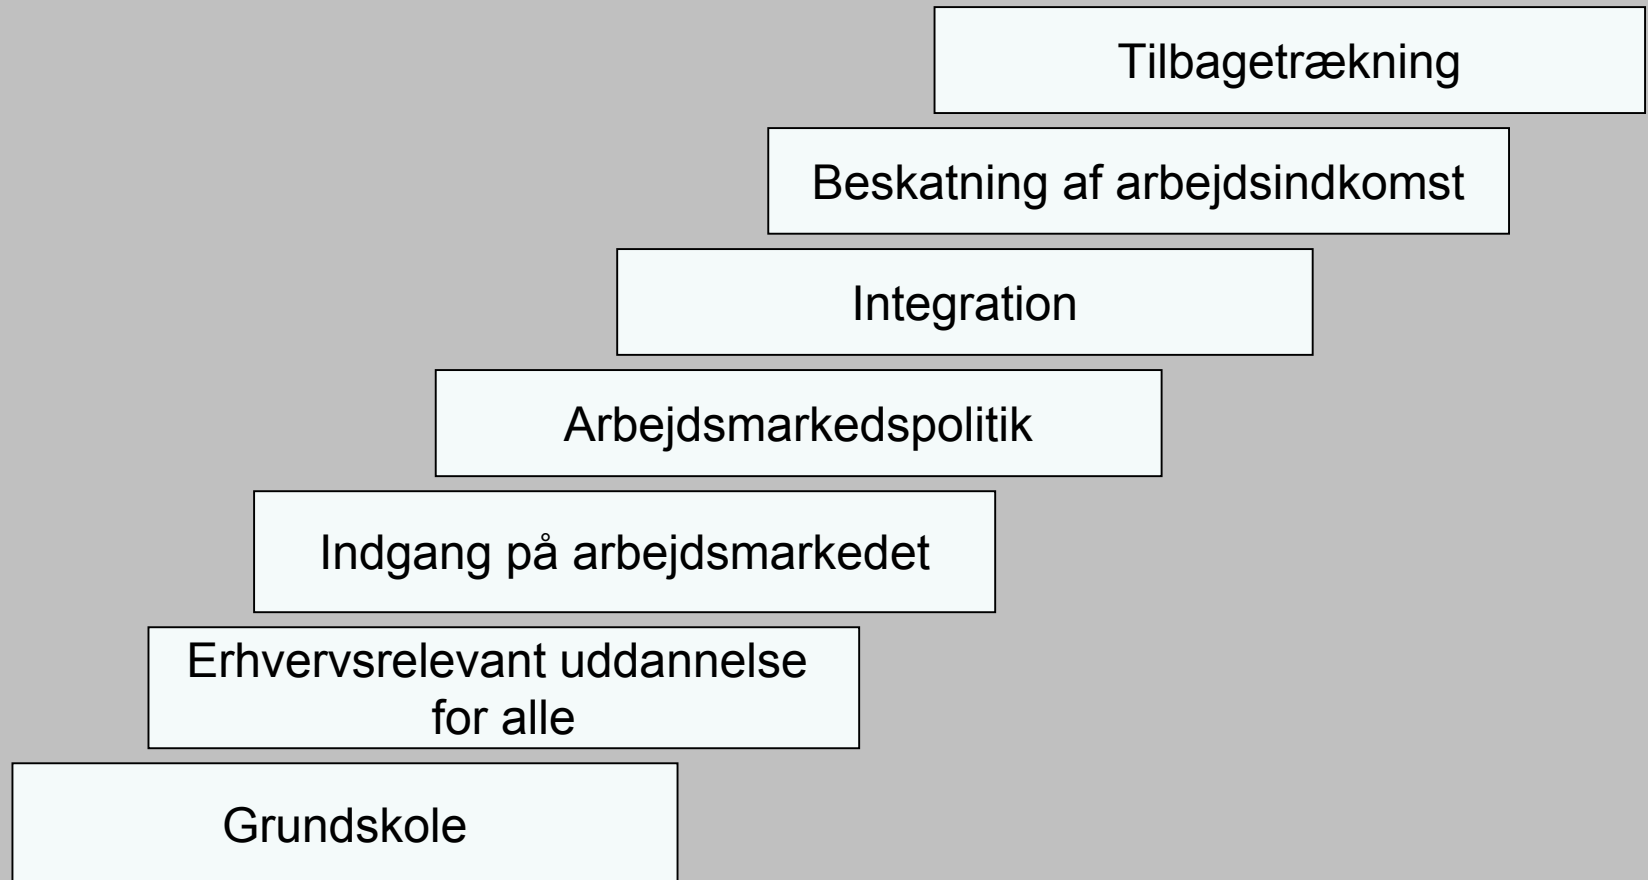 Tilbagetrækning
Beskatning af arbejdsindkomst
Integration
Arbejdsmarkedspolitik
Indgang på arbejdsmarkedet
Erhvervsrelevant uddannelse
for alle
Grundskole